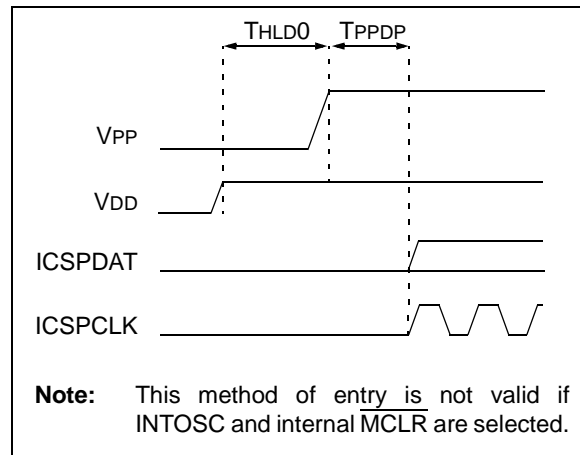 THLD0 TPPDP
VPP
VDD
ICSPDAT
ICSPCLK
Note: This method of entry is not valid if
INTOSC and internal MCLR are selected.